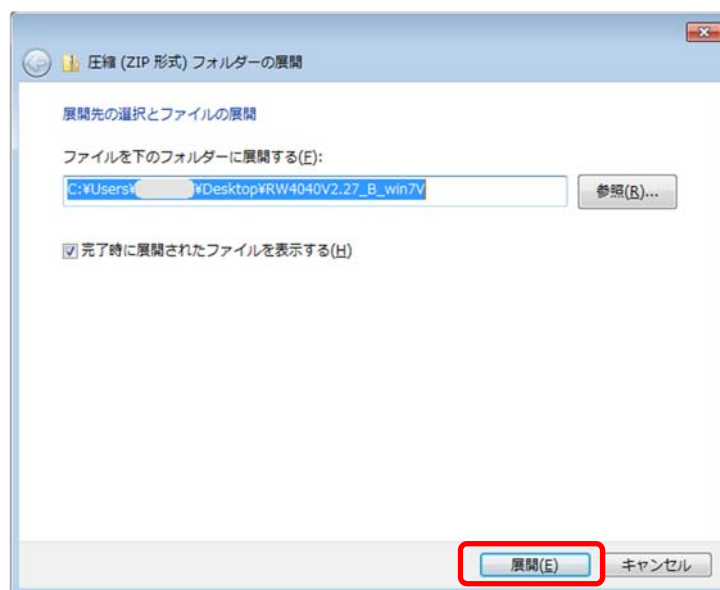 圧縮 (ZIP 形式) フォルダーの展開
展開先の選択とファイルの展開
ファイルを下のフォルダーに展開する(F):
C:¥Users¥ ¥Desktop¥RW4040V2.27_B_win7V
参照(R)...
完了時に展開されたファイルを表示する(H)
展開(E)
キャンセル